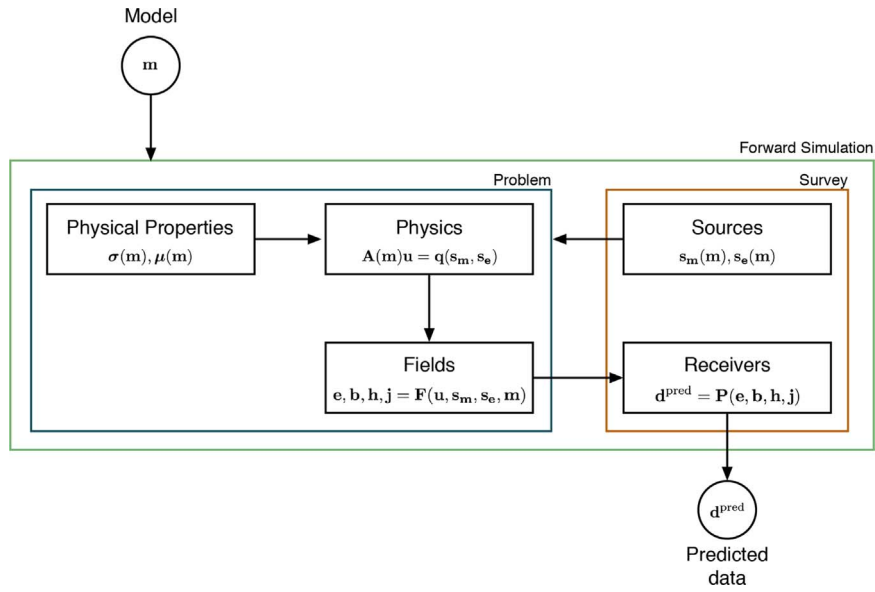 Model
m
Forward Simulation
Problem
Survey
Physical Properties
σ(m), μ(m)
Physics
A(m)u = q(sₘ, sₑ)
Sources
sₘ(m), sₑ(m)
Fields
e, b, h, j = F(u, sₘ, sₑ, m)
Receivers
dᵖʳᵉᵈ = P(e, b, h, j)
dᵖʳᵉᵈ
Predicted
data